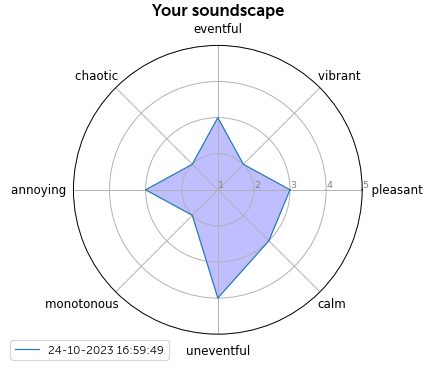 Your soundscape
eventful
chaotic
vibrant
annoying
1
2
3
4
5
pleasant
monotonous
calm
24-10-2023 16:59:49
uneventful